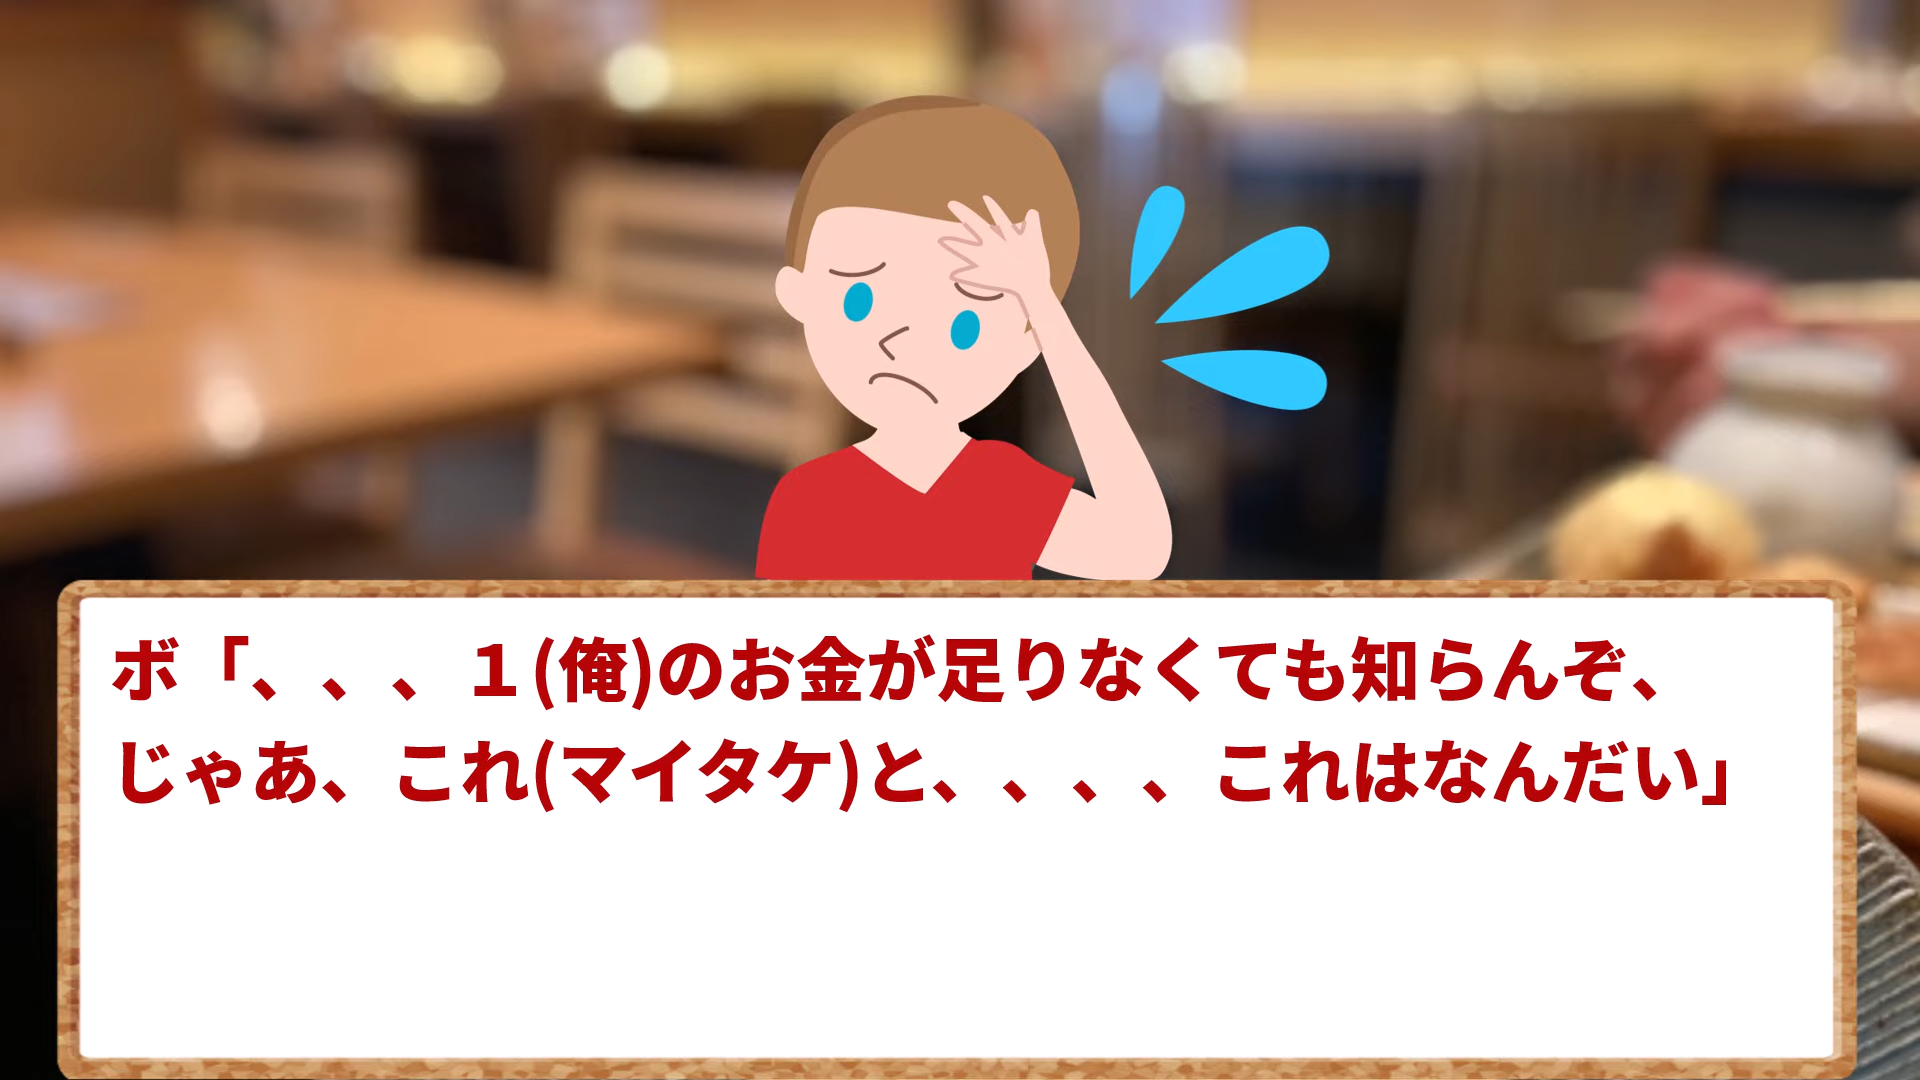 ボ「、、、１(俺)のお金が足りなくても知らんぞ、
じゃあ、これ(マイタケ)と、、、、これはなんだい」